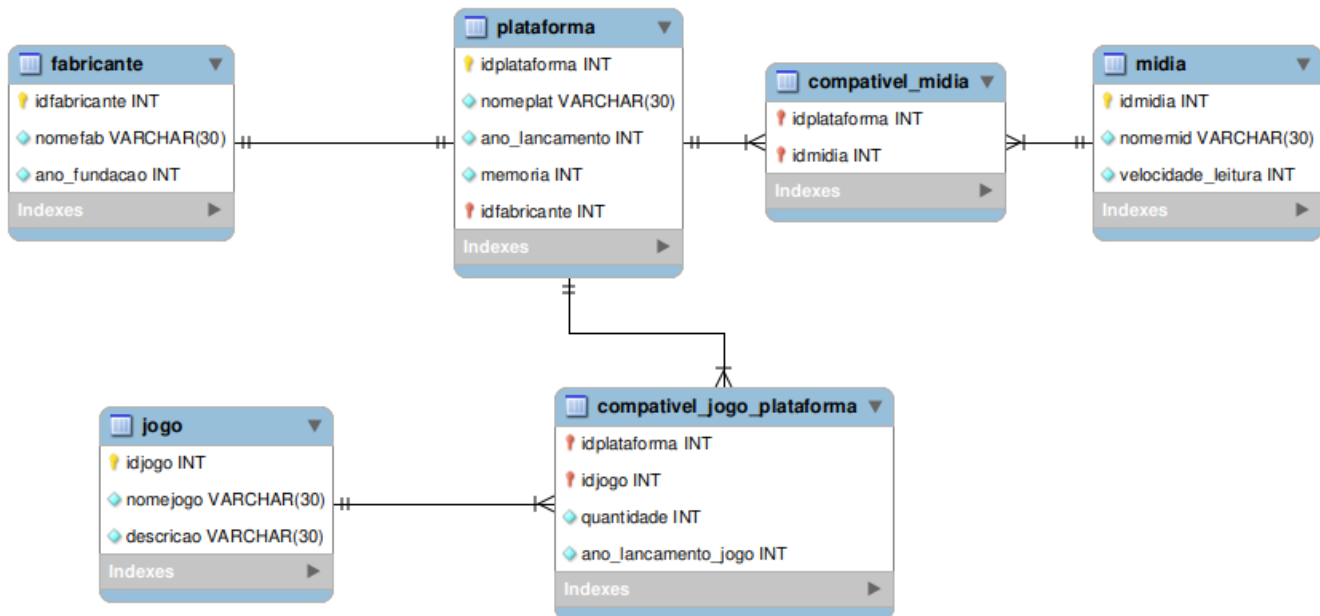 fabricante
idfabricante INT
nomefab VARCHAR(30)
ano_fundacao INT
Indexes
plataforma
idplataforma INT
nomeplat VARCHAR(30)
ano_lancamento INT
memoria INT
idfabricante INT
Indexes
compativel_midia
idplataforma INT
idmidia INT
Indexes
midia
idmidia INT
nomemid VARCHAR(30)
velocidade_leitura INT
Indexes
jogo
idjogo INT
nomejogo VARCHAR(30)
descricao VARCHAR(30)
Indexes
compativel_jogo_plataforma
idplataforma INT
idjogo INT
quantidade INT
ano_lancamento_jogo INT
Indexes